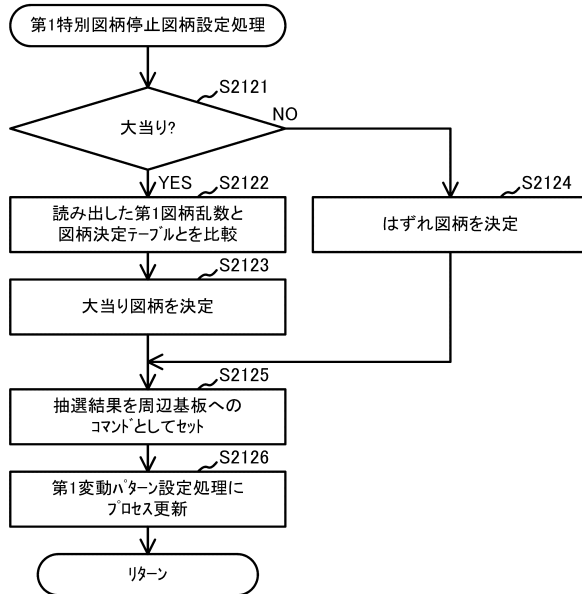 第1特別図柄停止図柄設定処理
S2121
大当り?
NO
YES
S2122
S2124
読み出した第1図柄乱数と
図柄決定テーブルとを比較
はずれ図柄を決定
S2123
大当り図柄を決定
S2125
抽選結果を周辺基板への
コマンドとしてセット
S2126
第1変動パターン設定処理に
プロセス更新
リターン